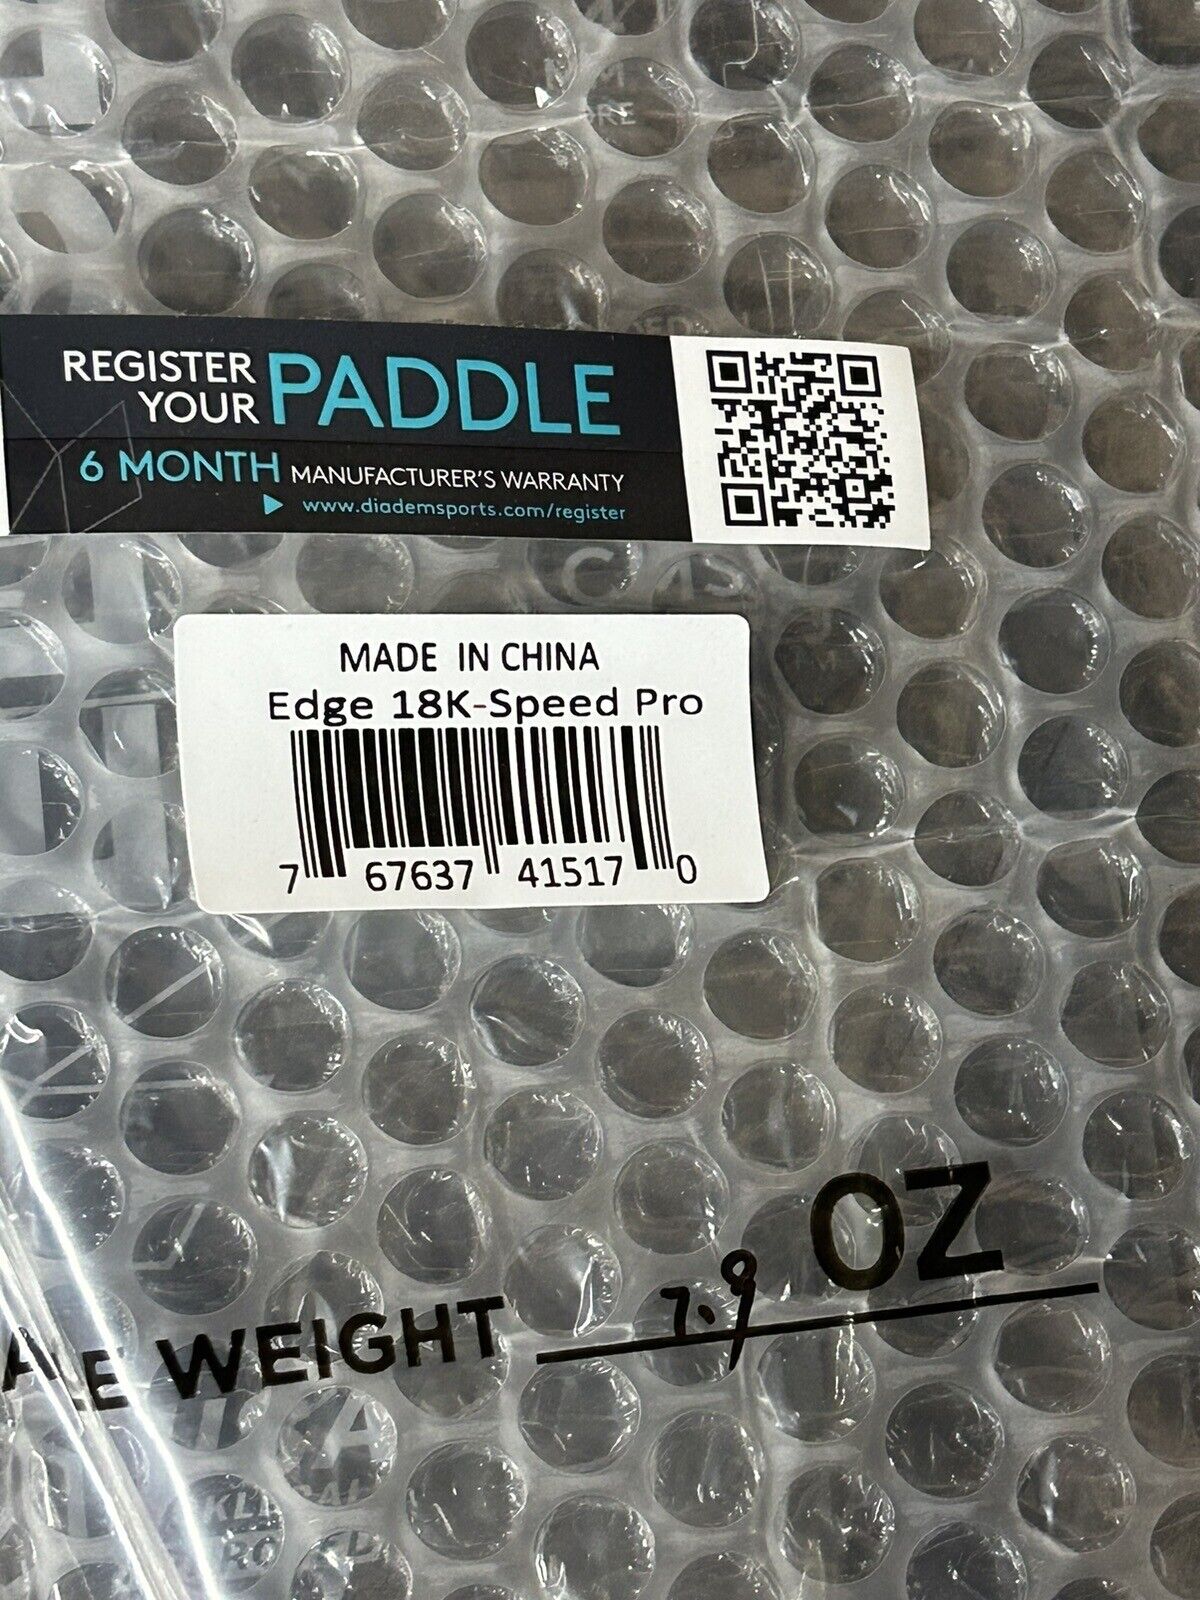 REGISTER
YOUR PADDLE
6 MONTH MANUFACTURER'S WARRANTY
www.diademsports.com/register
MADE IN CHINA
Edge 18K-Speed Pro
7 67637 41517 0
WEIGHT 7.9 OZ
USA